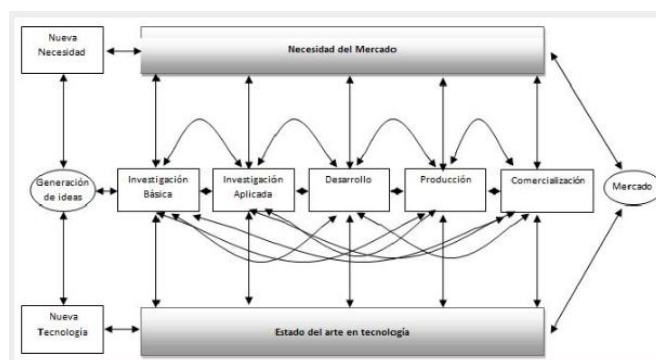 Nueva
Necesidad
Necesidad del Mercado
Generación
de ideas
Investigación
Básica
Investigación
Aplicada
Desarrollo
Producción
Comercialización
Mercado
Nueva
Tecnología
Estado del arte en tecnología